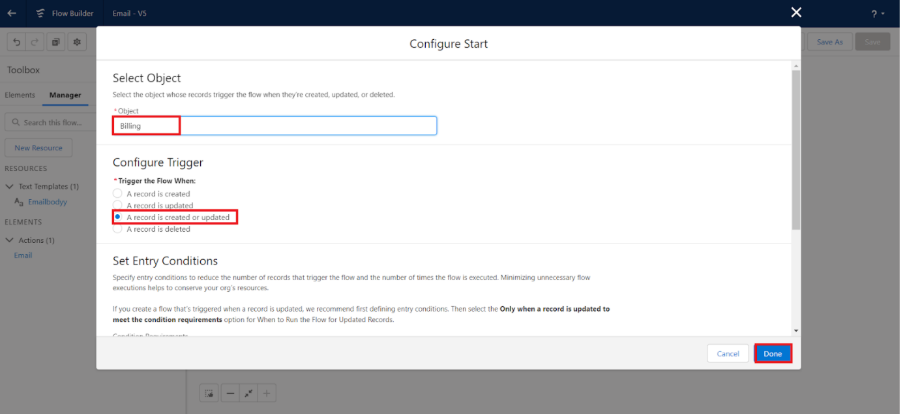 Flow Builder
Email - V5
?
Save As
Save
Configure Start
Toolbox
Elements
Manager
Search this flow...
New Resource
RESOURCES
Text Templates (1)
Emailbodyy
ELEMENTS
Actions (1)
Email
Select Object
Select the object whose records trigger the flow when they're created, updated, or deleted.
* Object
Billing
Configure Trigger
* Trigger the Flow When:
A record is created
A record is updated
A record is created or updated
A record is deleted
Set Entry Conditions
Specify entry conditions to reduce the number of records that trigger the flow and the number of times the flow is executed. Minimizing unnecessary flow
executions helps to conserve your org's resources.
If you create a flow that's triggered when a record is updated, we recommend first defining entry conditions. Then select the Only when a record is updated to
meet the condition requirements option for When to Run the Flow for Updated Records.
Condition Requirements
Cancel
Done